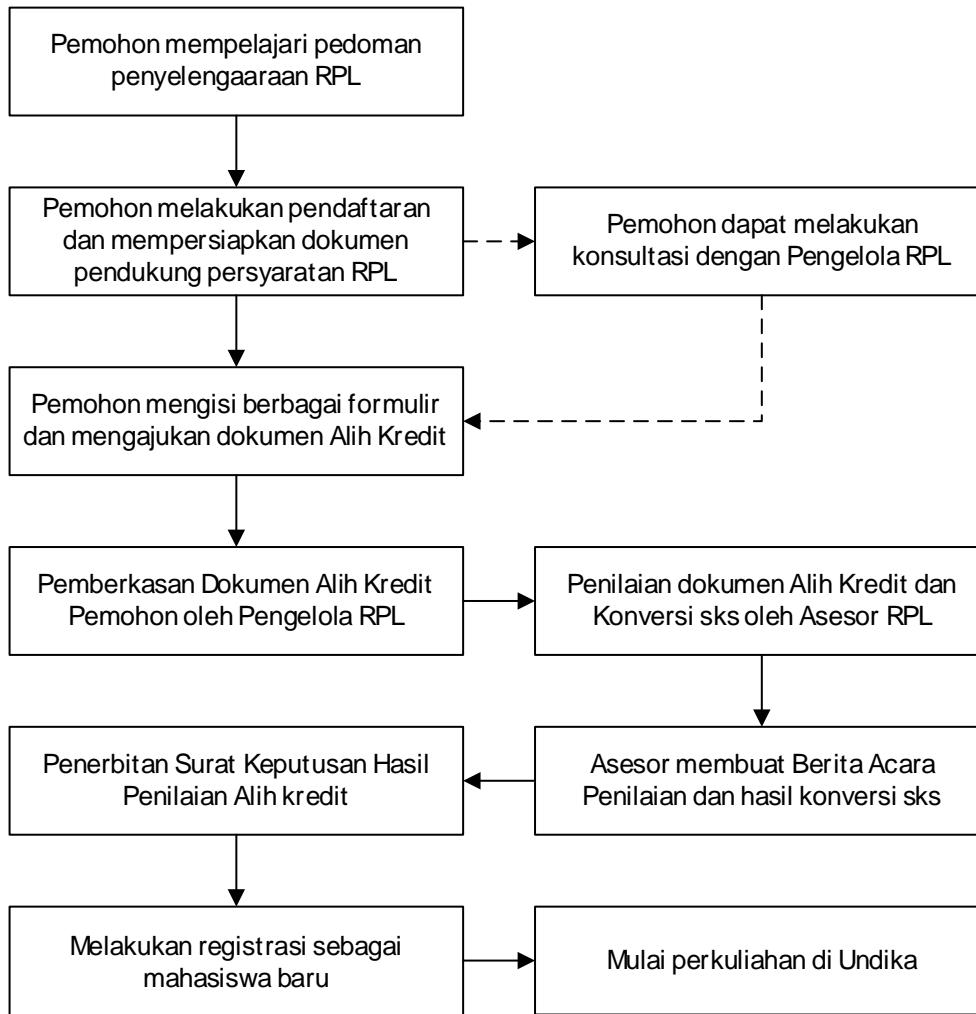 Pemohon mempelajari pedoman
penyelengaaraan RPL
Pemohon melakukan pendaftaran
dan mempersiapkan dokumen
pendukung persyaratan RPL
Pemohon dapat melakukan
konsultasi dengan Pengelola RPL
Pemohon mengisi berbagai formulir
dan mengajukan dokumen Alih Kredit
Pemberkasan Dokumen Alih Kredit
Pemohon oleh Pengelola RPL
Penilaian dokumen Alih Kredit dan
Konversi sks oleh Asesor RPL
Asesor membuat Berita Acara
Penilaian dan hasil konversi sks
Penerbitan Surat Keputusan Hasil
Penilaian Alih kredit
Melakukan registrasi sebagai
mahasiswa baru
Mulai perkuliahan di Undika